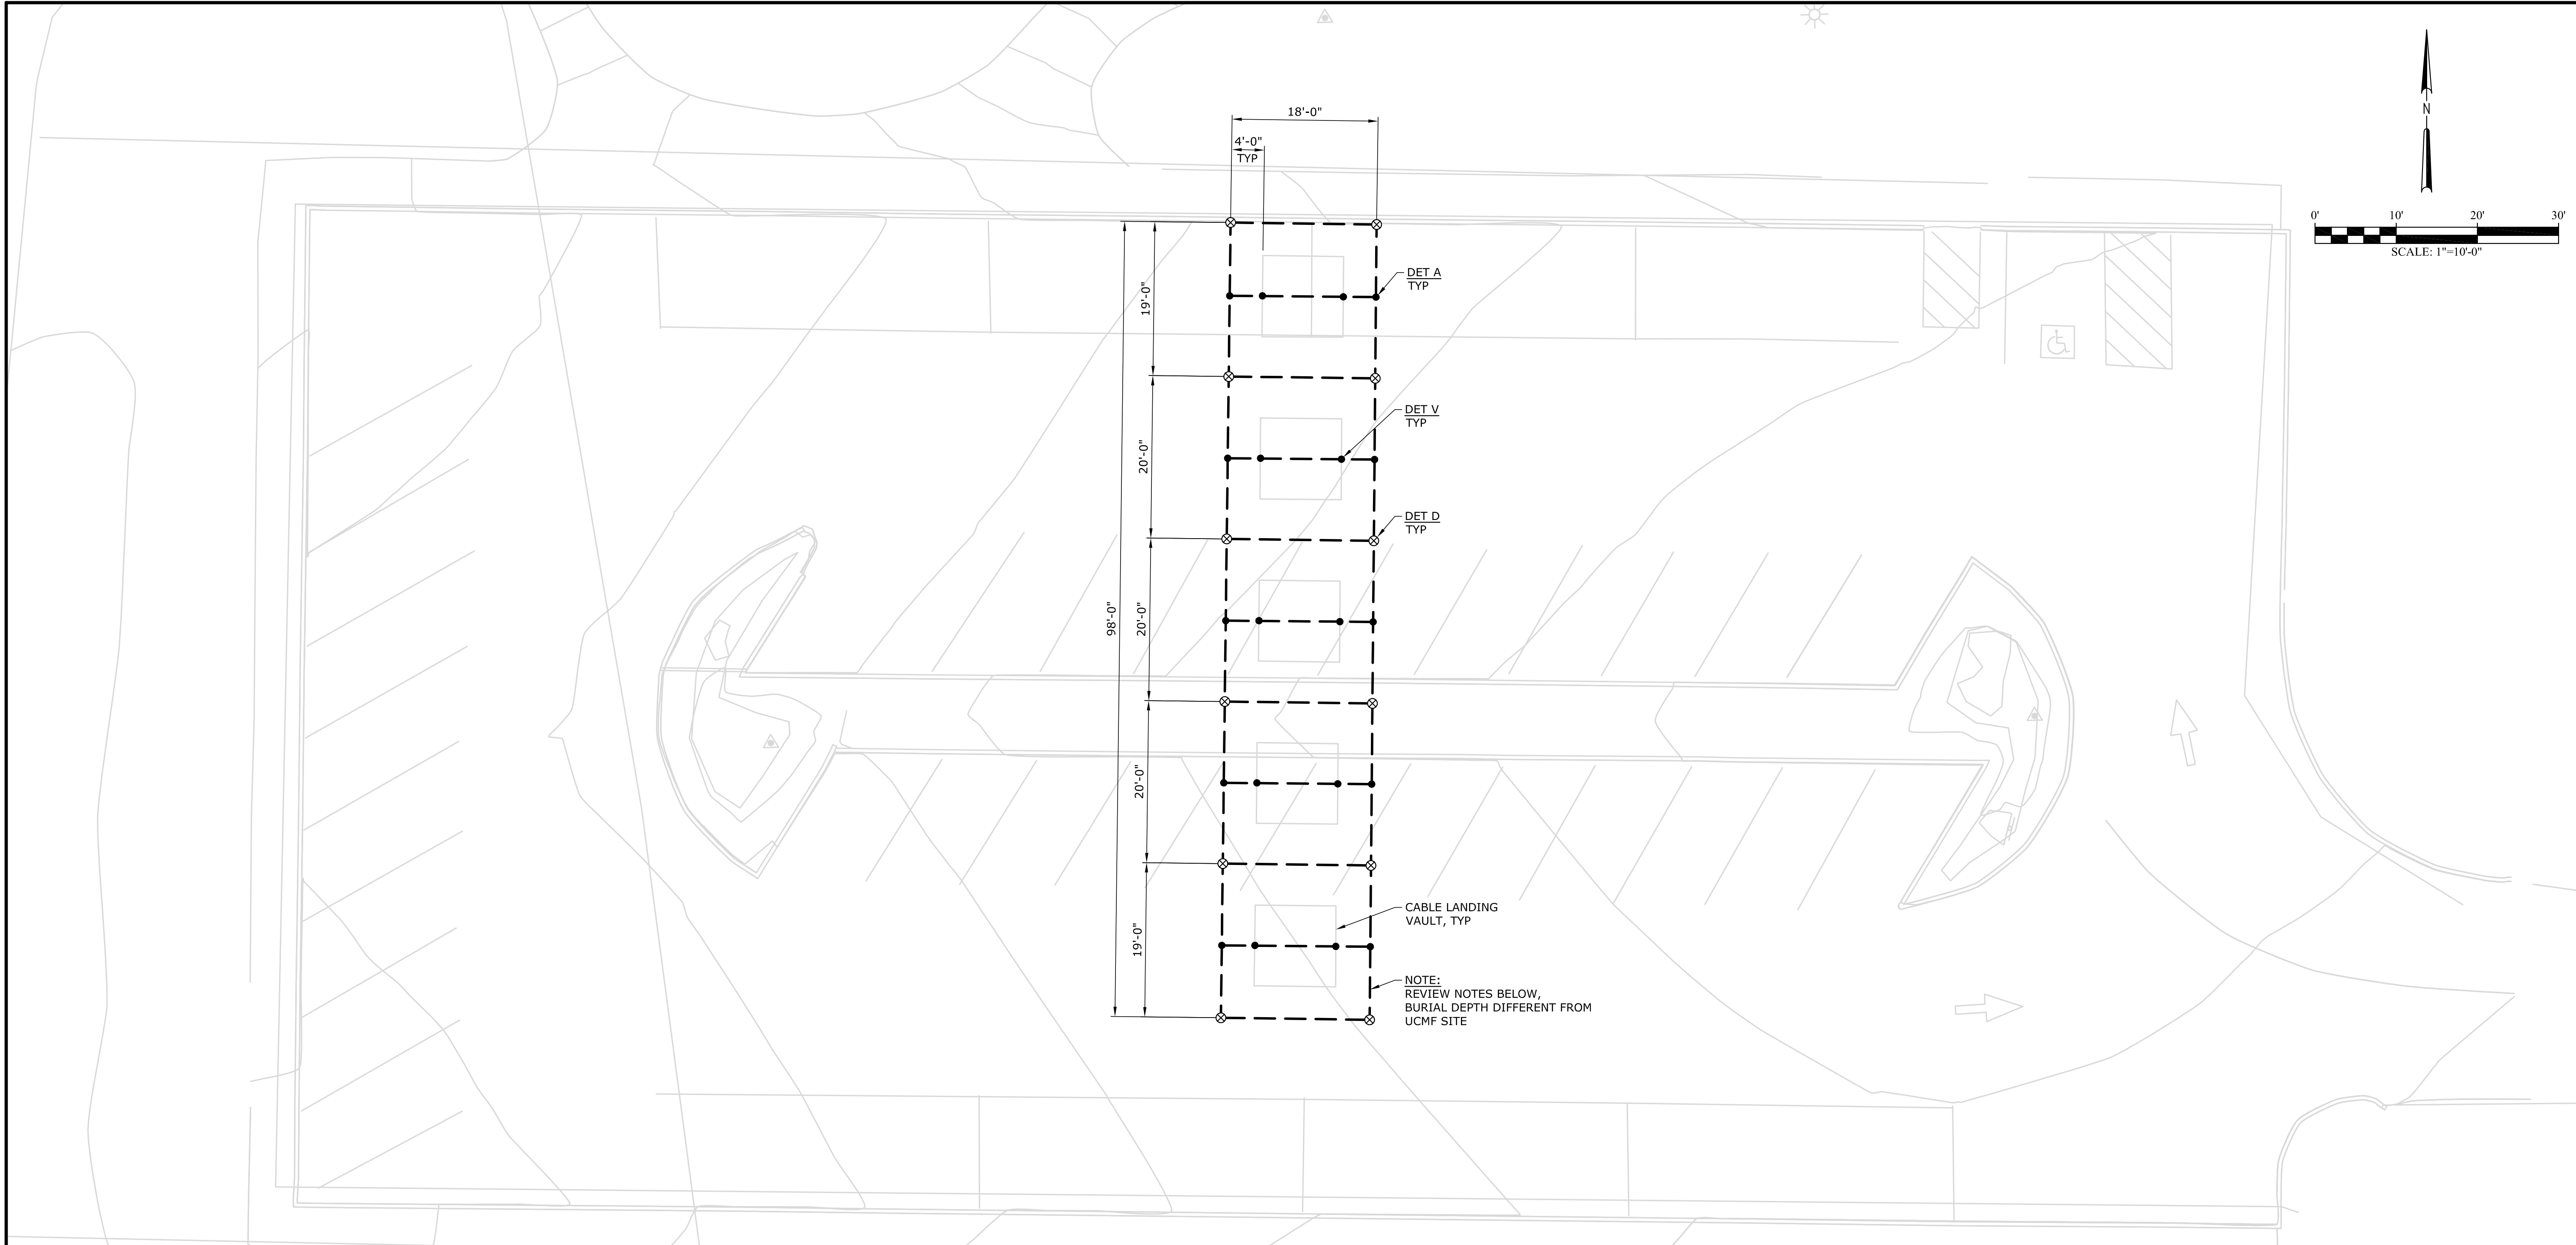 18'-0"
4'-0"
TYP
N
0' 10' 20' 30'
SCALE: 1"=10'-0"
DET A
TYP
19'-0"
DET V
TYP
20'-0"
DET D
TYP
98'-0"
20'-0"
20'-0"
CABLE LANDING
VAULT, TYP
19'-0"
NOTE:
REVIEW NOTES BELOW,
BURIAL DEPTH DIFFERENT FROM
UCMF SITE